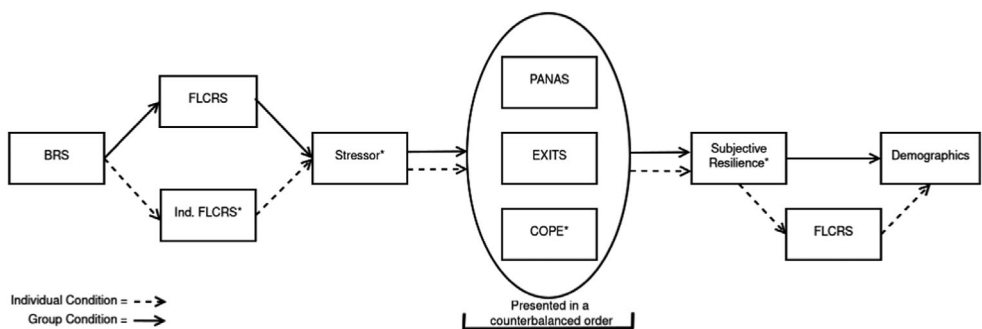 BRS
FLCRS
Ind. FLCRS*
Stressor*
PANAS
EXITS
COPE*
Presented in a
counterbalanced order
Subjective
Resilience*
FLCRS
Demographics
Individual Condition =
Group Condition =